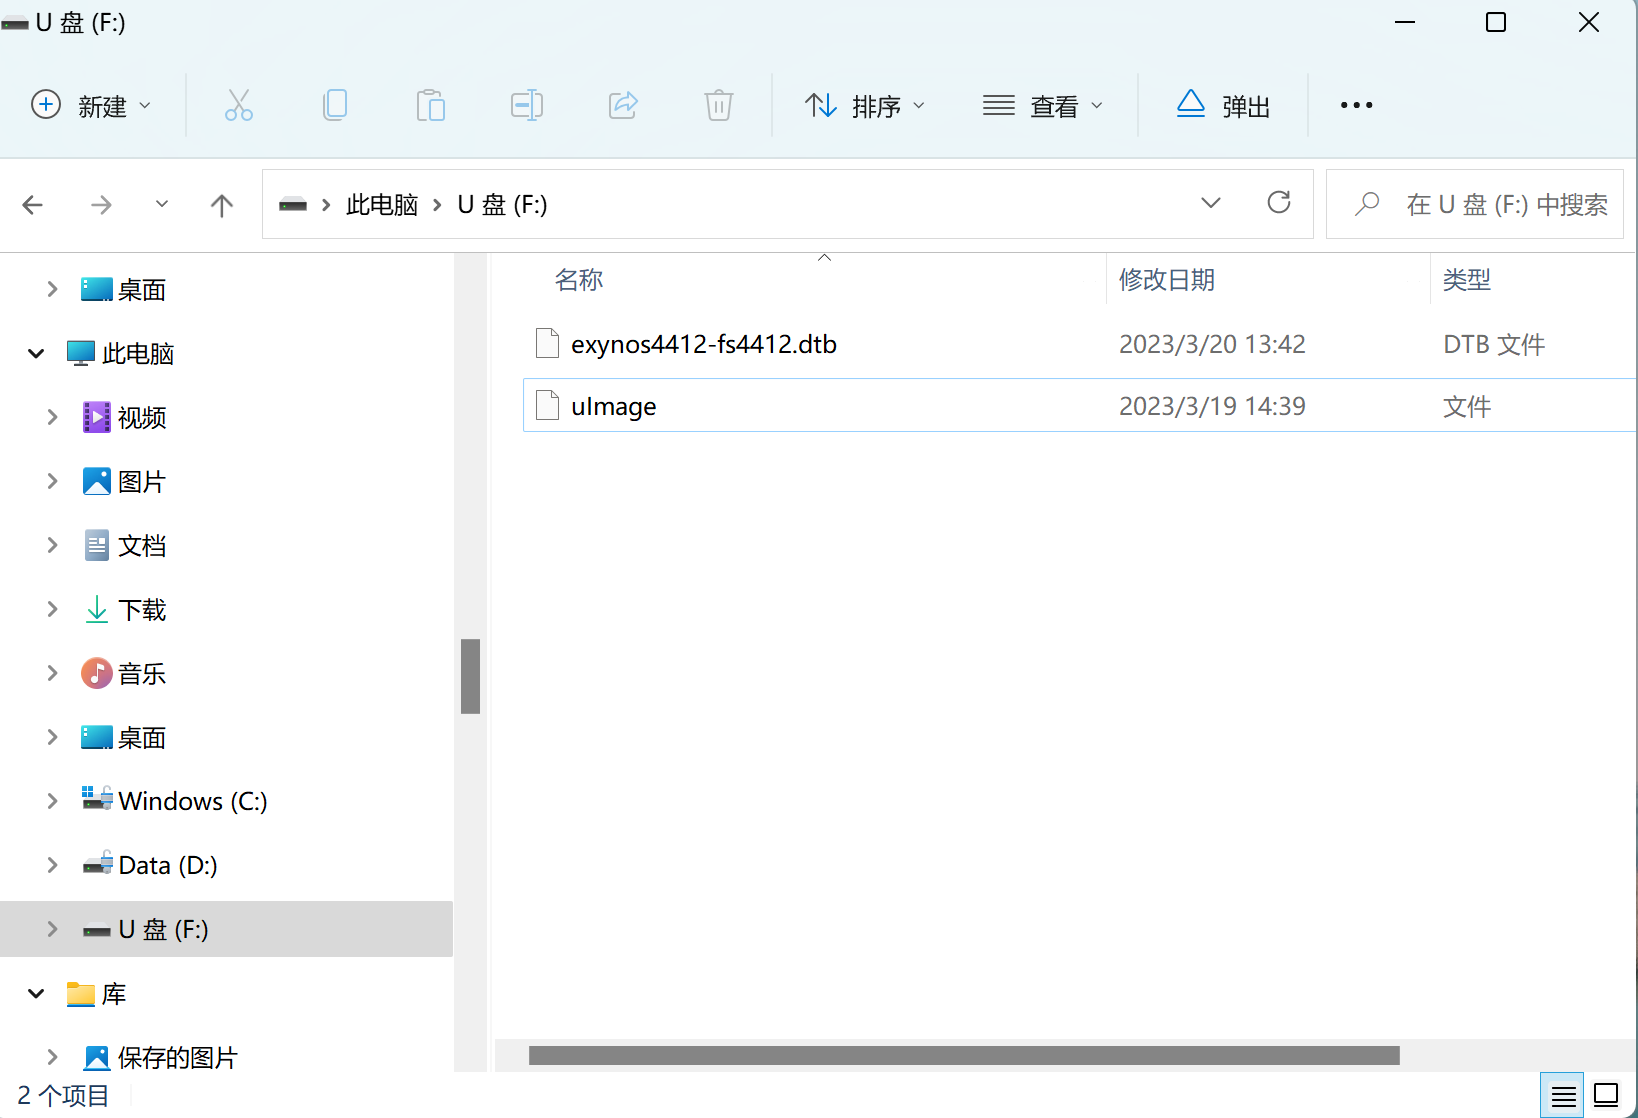 U 盘 (F:)
新建
排序
查看
弹出
此电脑
U 盘 (F:)
在 U 盘 (F:) 中搜索
桌面
此电脑
视频
图片
文档
下载
音乐
桌面
Windows (C:)
Data (D:)
U 盘 (F:)
库
保存的图片
名称 修改日期 类型
exynos4412-fs4412.dtb 2023/3/20 13:42 DTB 文件
uImage 2023/3/19 14:39 文件
2 个项目